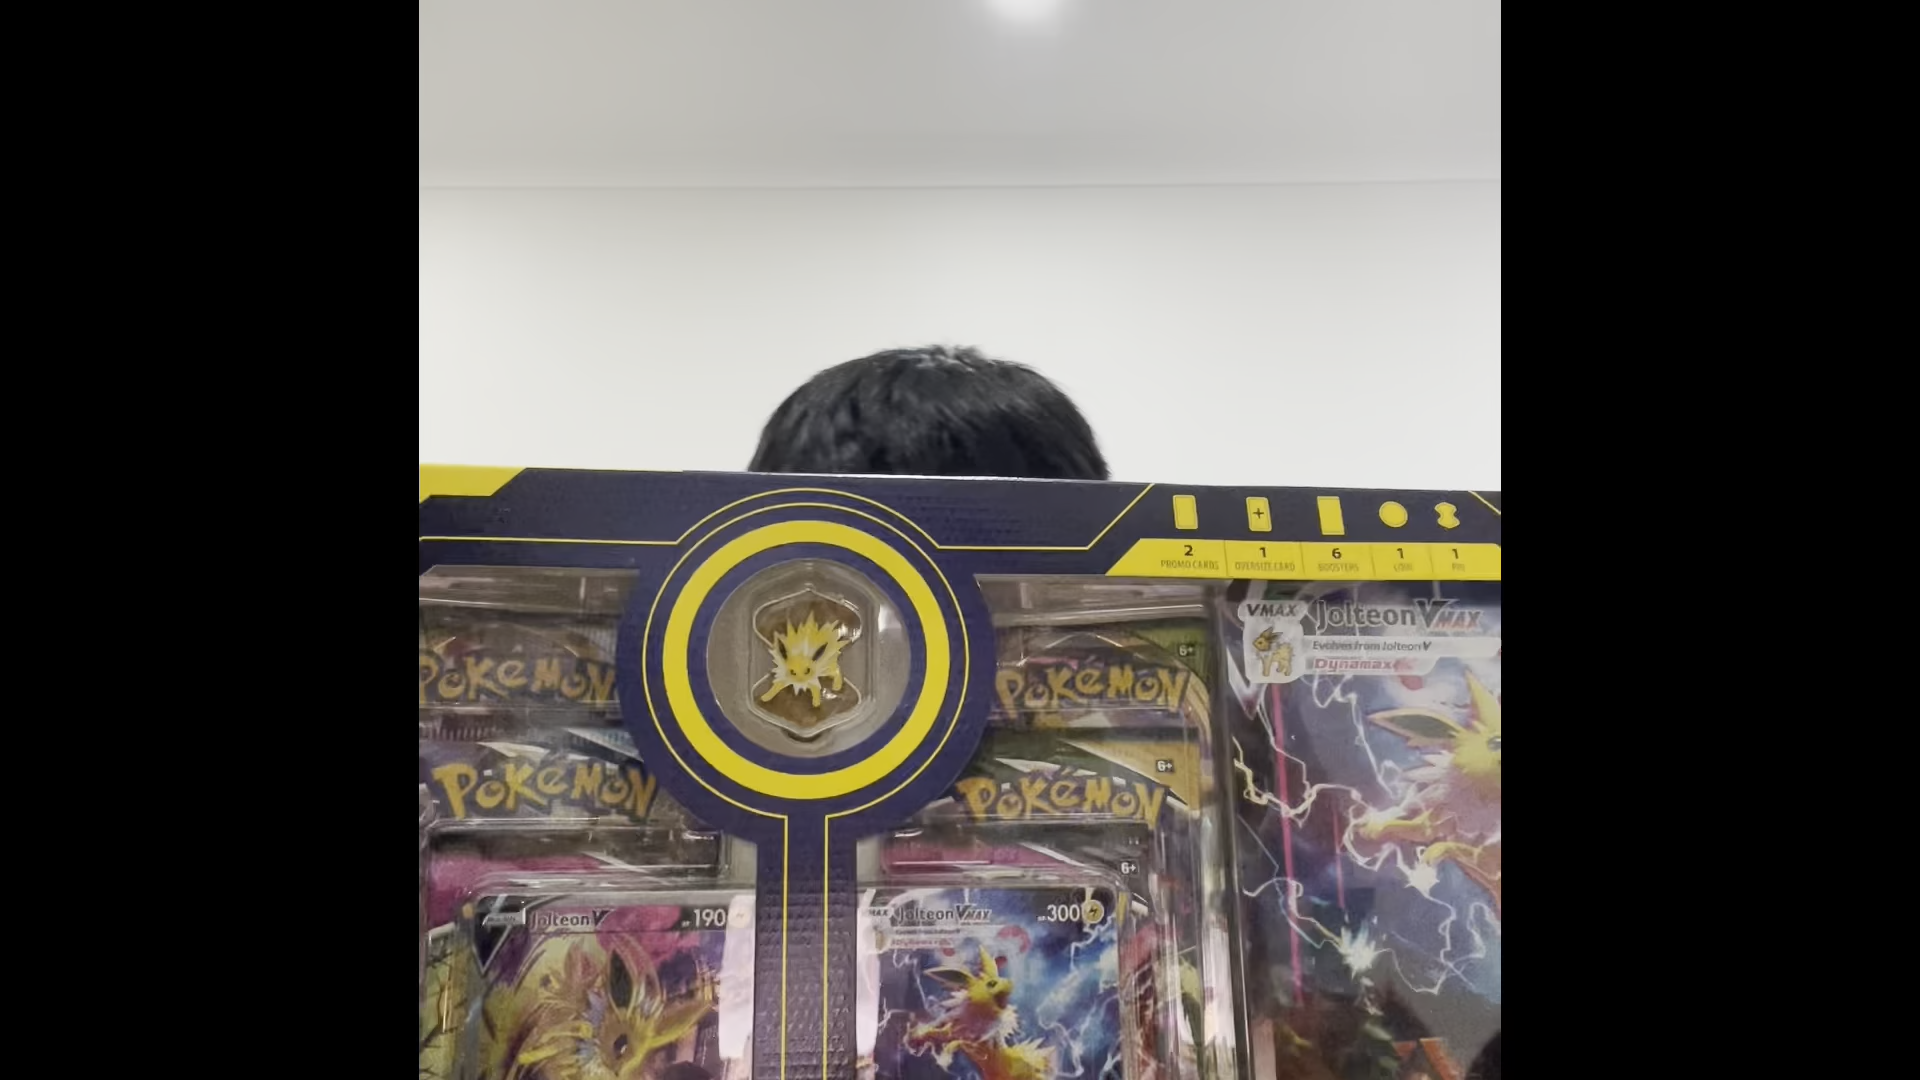 2 1 6 1 1
PROMO CARDS OVERSIZE CARD BOOSTERS COIN PIN
VMAX Jolteon VMAX
Evolves from Jolteon V
Dynamax
6+
POKéMON POKéMON
6+
POKéMON POKéMON
6+
Jolteon V 190
VMAX Jolteon VMAX 300